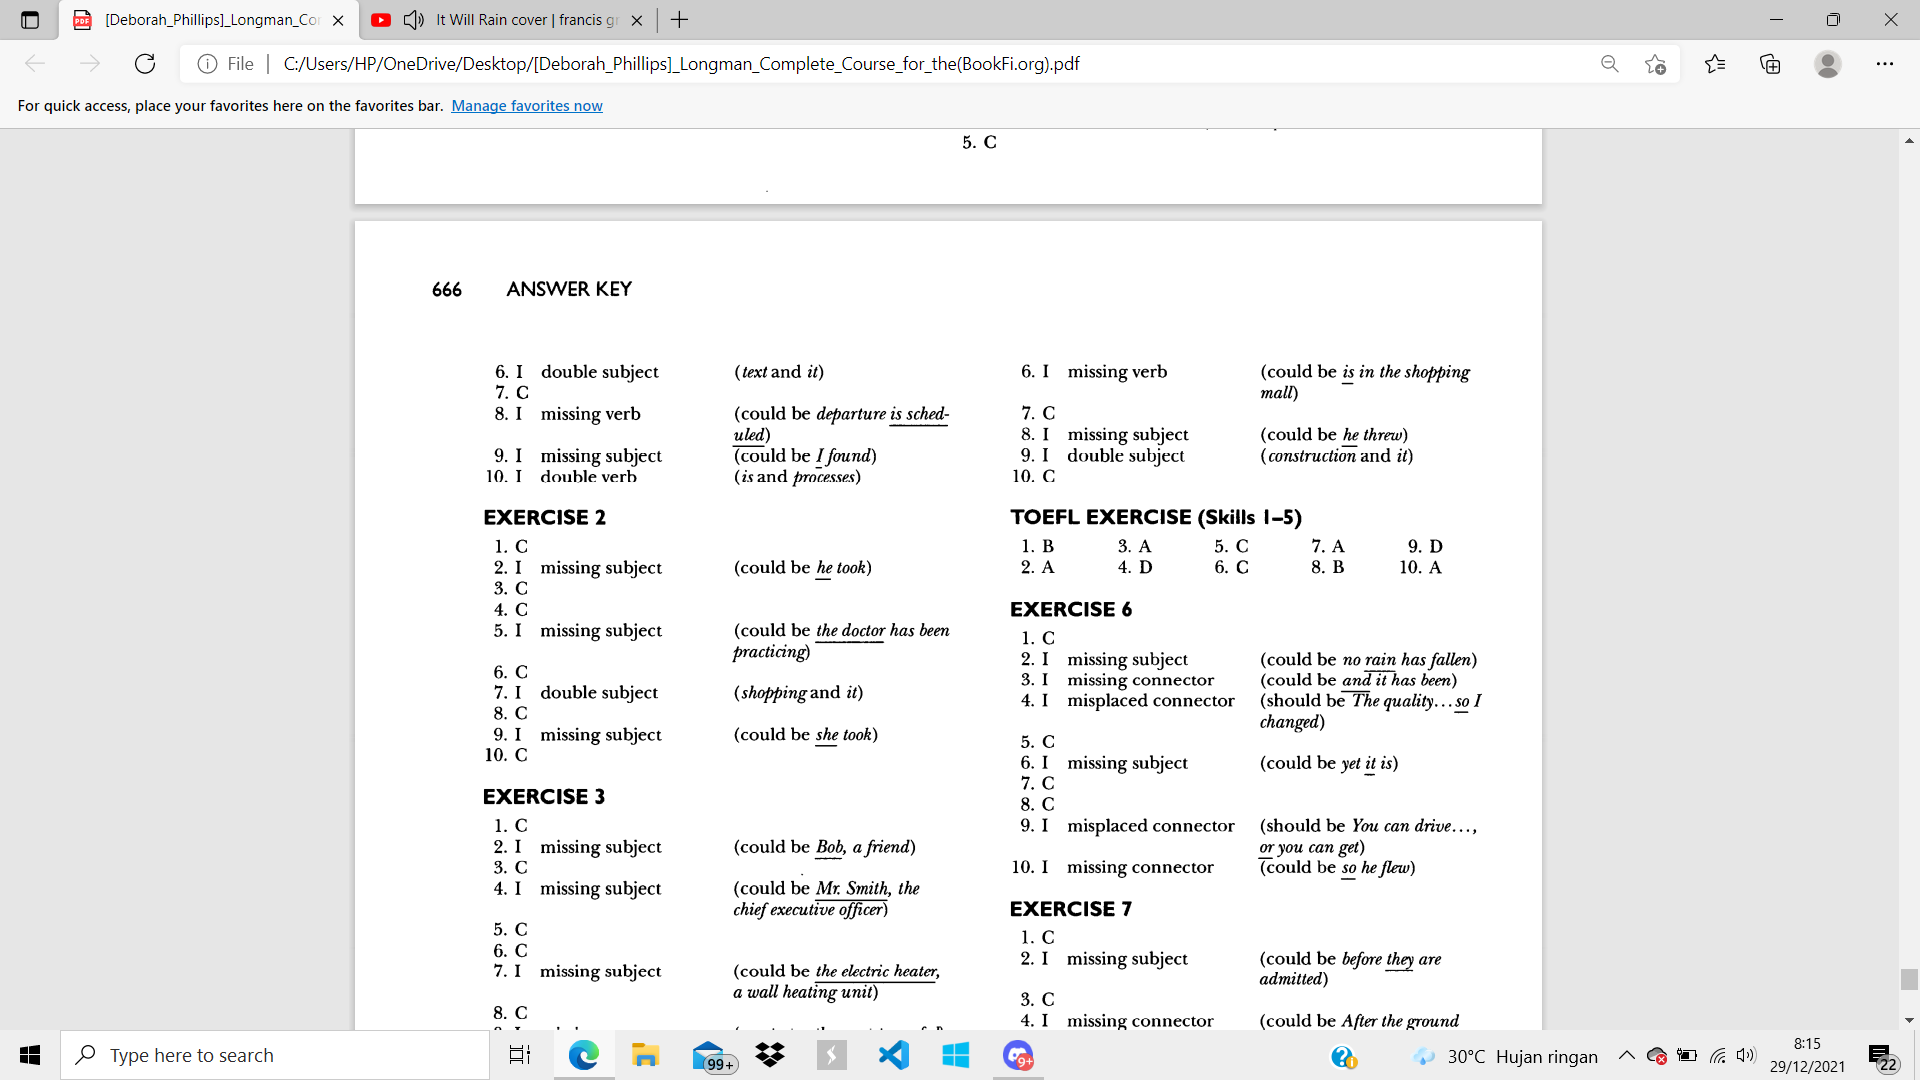 [Deborah_Phillips]_Longman_Co
It Will Rain cover | francis gr
File
C:/Users/HP/OneDrive/Desktop/[Deborah_Phillips]_Longman_Complete_Course_for_the(BookFi.org).pdf
For quick access, place your favorites here on the favorites bar. Manage favorites now
5. C
666 ANSWER KEY
6. I double subject (text and it)
7. C
8. I missing verb (could be departure is sched-
uled)
9. I missing subject (could be I found)
10. I double verb (is and processes)
EXERCISE 2
1. C
2. I missing subject (could be he took)
3. C
4. C
5. I missing subject (could be the doctor has been
practicing)
6. C
7. I double subject (shopping and it)
8. C
9. I missing subject (could be she took)
10. C
EXERCISE 3
1. C
2. I missing subject (could be Bob, a friend)
3. C
4. I missing subject (could be Mr. Smith, the
chief executive officer)
5. C
6. C
7. I missing subject (could be the electric heater,
a wall heating unit)
8. C
6. I missing verb (could be is in the shopping
mall)
7. C
8. I missing subject (could be he threw)
9. I double subject (construction and it)
10. C
TOEFL EXERCISE (Skills 1–5)
1. B 3. A 5. C 7. A 9. D
2. A 4. D 6. C 8. B 10. A
EXERCISE 6
1. C
2. I missing subject (could be no rain has fallen)
3. I missing connector (could be and it has been)
4. I misplaced connector (should be The quality...so I
changed)
5. C
6. I missing subject (could be yet it is)
7. C
8. C
9. I misplaced connector (should be You can drive...,
or you can get)
10. I missing connector (could be so he flew)
EXERCISE 7
1. C
2. I missing subject (could be before they are
admitted)
3. C
4. I missing connector (could be After the ground
Type here to search
99+
9+
30°C Hujan ringan
8:15
29/12/2021
22